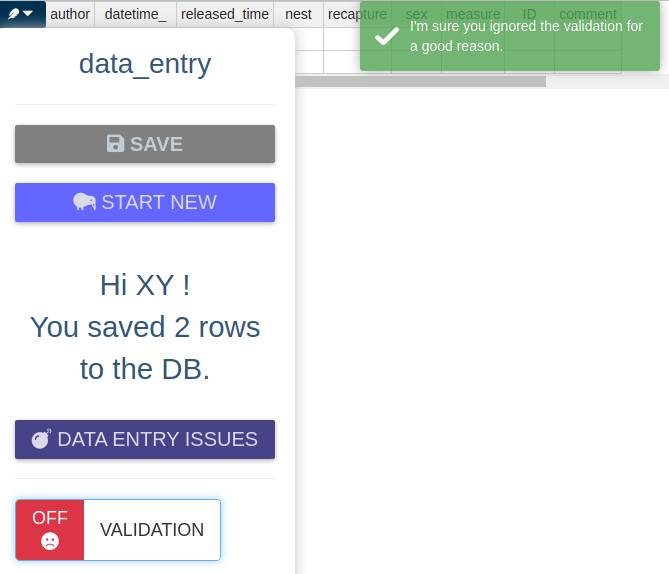 author datetime_ released_time nest recapture sex measure ID comment
I'm sure you ignored the validation for
a good reason.
data_entry
SAVE
START NEW
Hi XY !
You saved 2 rows
to the DB.
DATA ENTRY ISSUES
OFF
VALIDATION